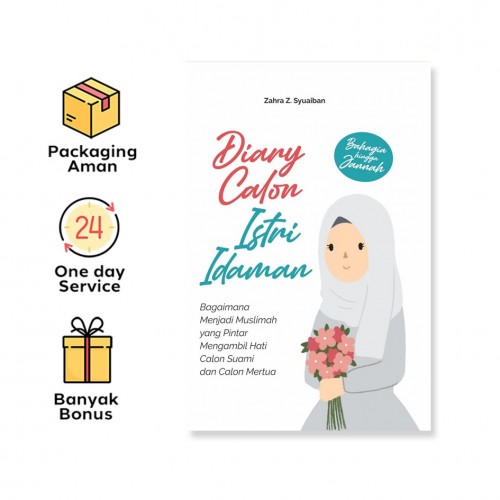 Packaging
Aman
24
One day
Service
Banyak
Bonus
Zahra Z. Syuaiban
Diary
Calon
Istri
Idaman
Bahagia
hingga
Jannah
Bagaimana
Menjadi Muslimah
yang Pintar
Mengambil Hati
Calon Suami
dan Calon Mertua